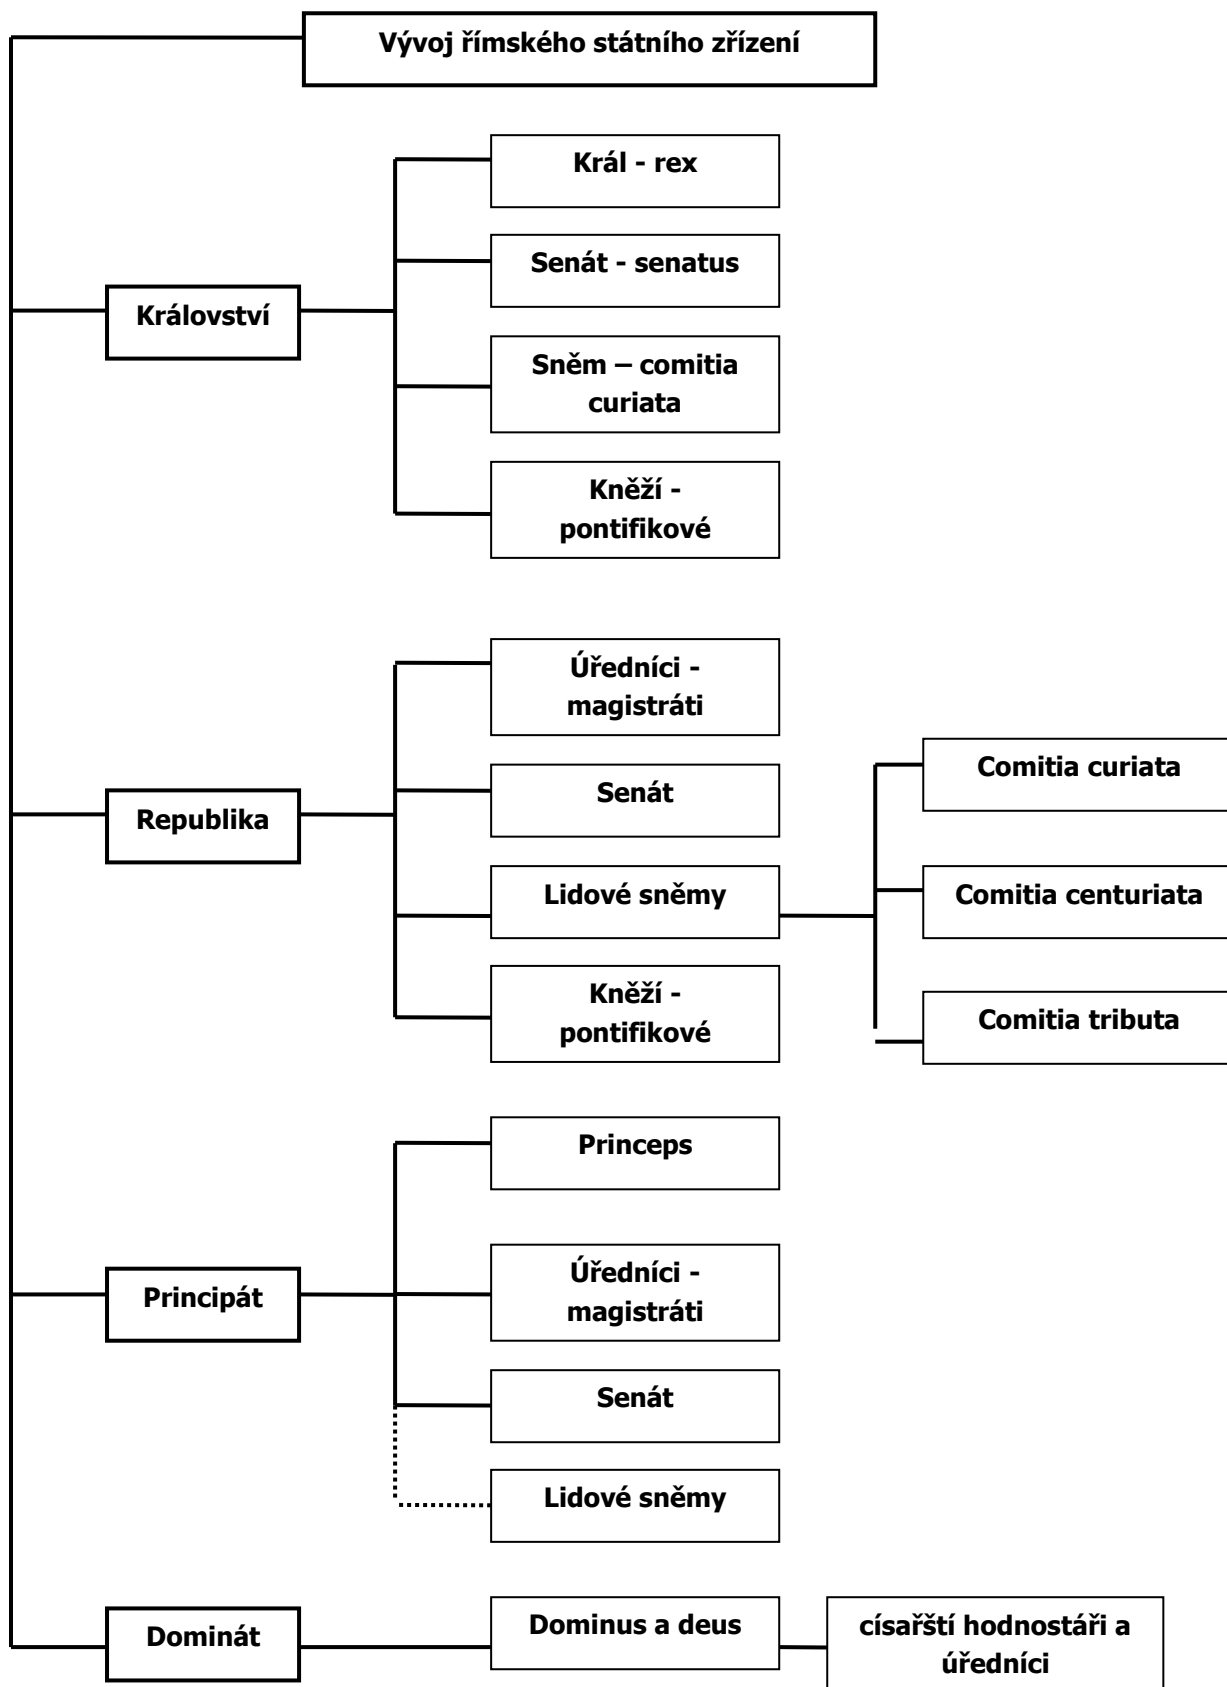 Vývoj římského státního zřízení
Král - rex
Senát - senatus
Království
Sněm – comitia
curiata
Kněží -
pontifikové
Úředníci -
magistráti
Comitia curiata
Senát
Republika
Lidové sněmy
Comitia centuriata
Kněží -
pontifikové
Comitia tributa
Princeps
Úředníci -
magistráti
Principát
Senát
Lidové sněmy
Dominát
Dominus a deus
císařští hodnostáři a
úředníci